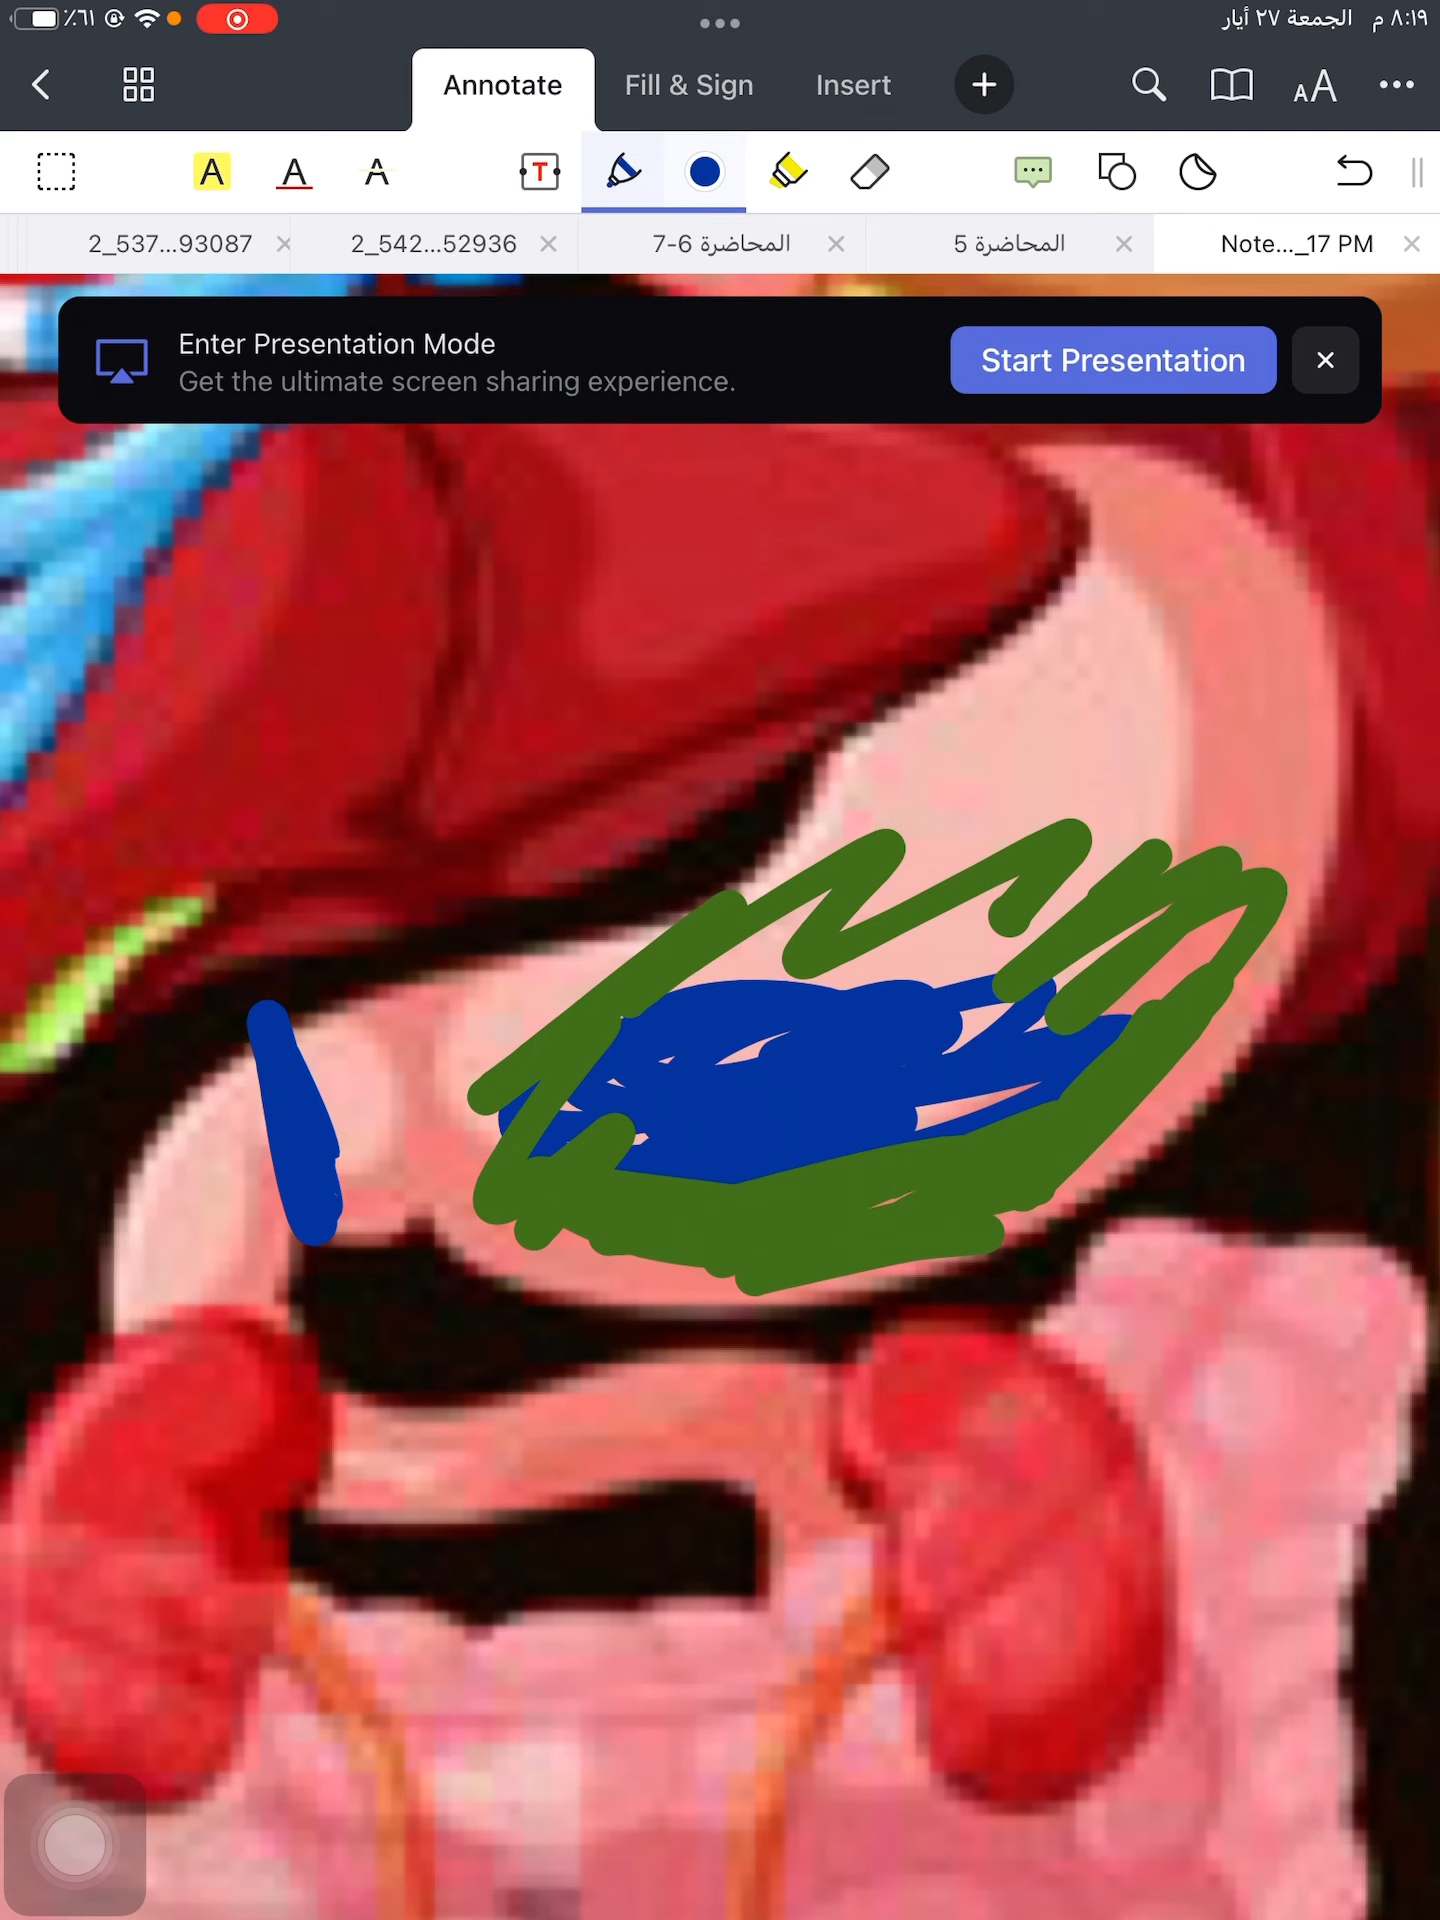 ٪٦١
٨:١٩ م الجمعة ٢٧ أيار
Annotate
Fill & Sign
Insert
AA
A
A
A
T
2_537...93087
2_542...52936
المحاضرة 6-7
المحاضرة 5
Note..._17 PM
Enter Presentation Mode
Get the ultimate screen sharing experience.
Start Presentation